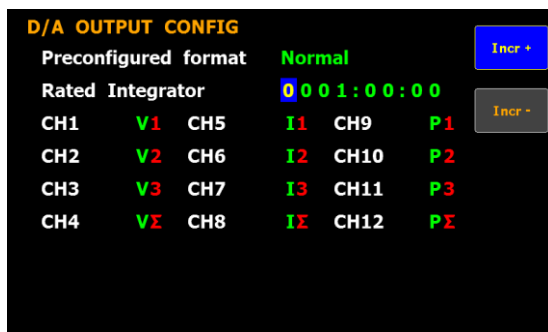 D/A OUTPUT CONFIG
Preconfigured format Normal
Incr +
Rated Integrator 0001:00:00
Incr -
CH1 V1 CH5 I1 CH9 P1
CH2 V2 CH6 I2 CH10 P2
CH3 V3 CH7 I3 CH11 P3
CH4 VΣ CH8 IΣ CH12 PΣ